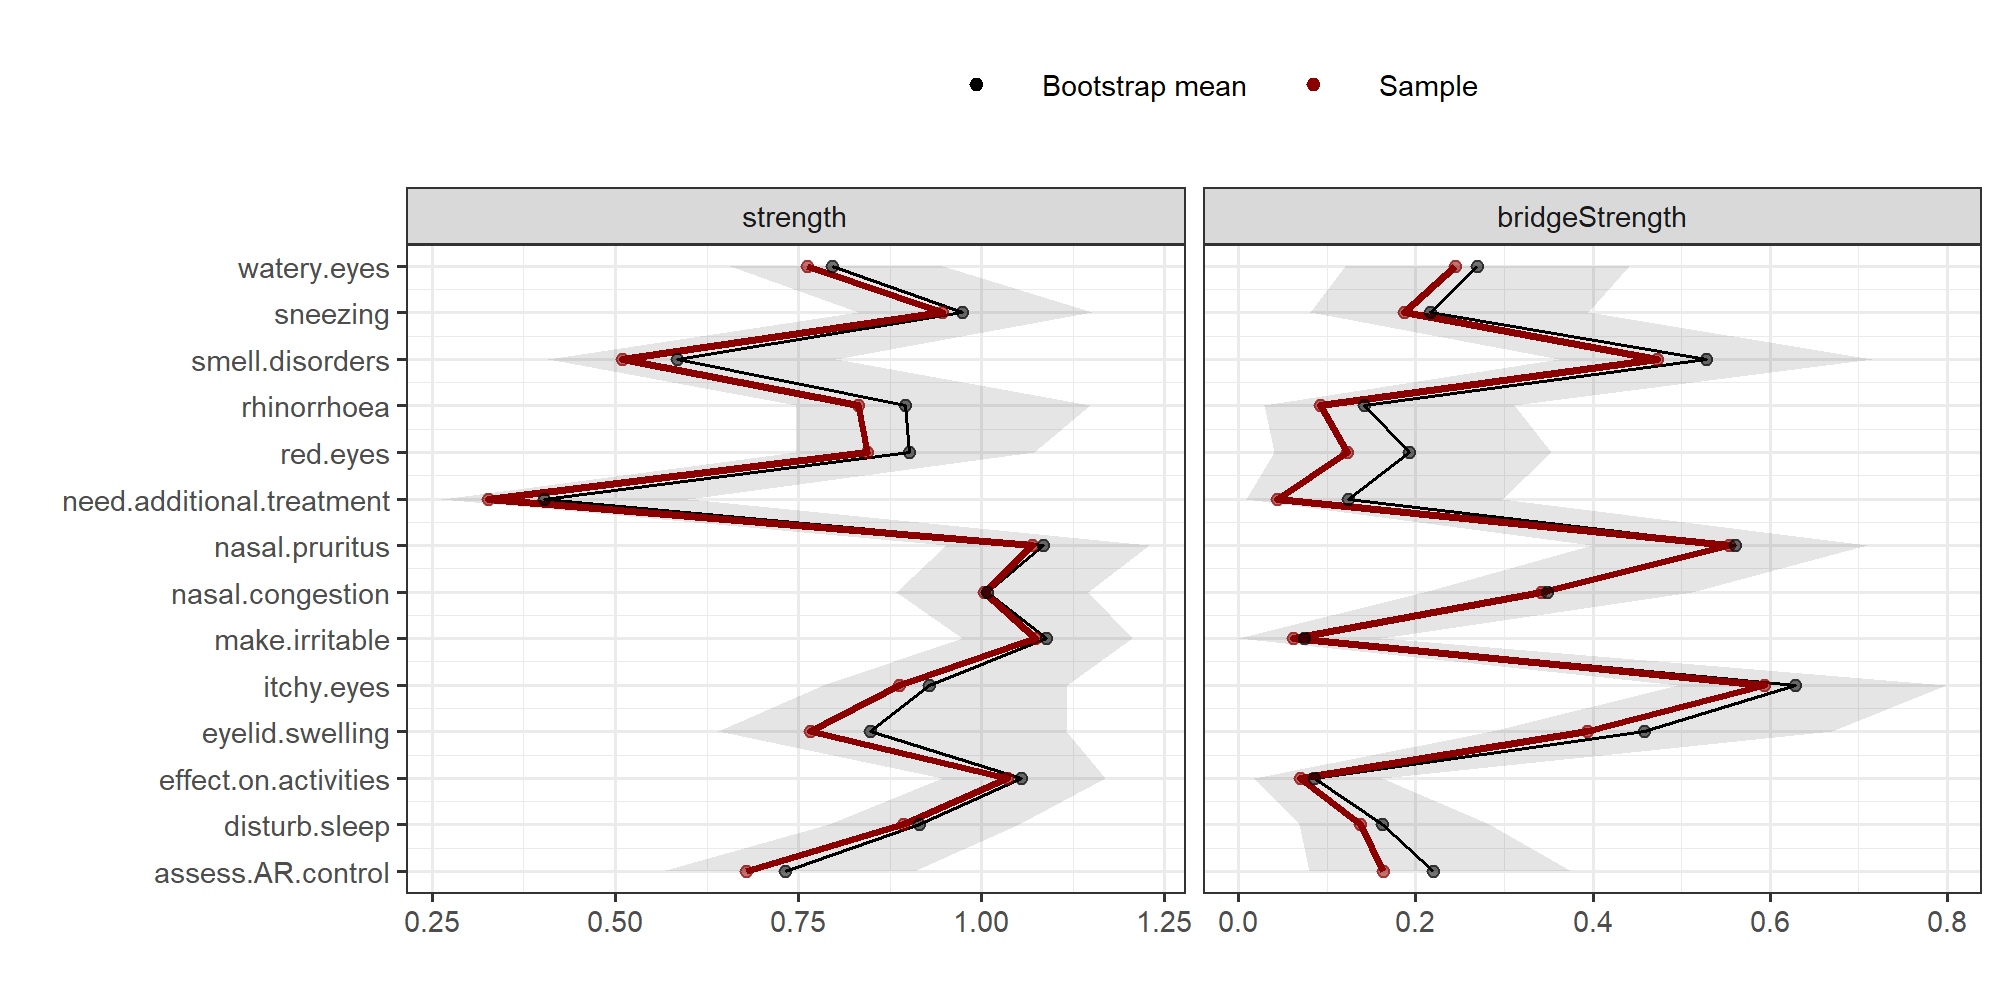 Bootstrap mean Sample
strength bridgeStrength
watery.eyes
sneezing
smell.disorders
rhinorrhoea
red.eyes
need.additional.treatment
nasal.pruritus
nasal.congestion
make.irritable
itchy.eyes
eyelid.swelling
effect.on.activities
disturb.sleep
assess.AR.control
0.25 0.50 0.75 1.00 1.25 0.0 0.2 0.4 0.6 0.8